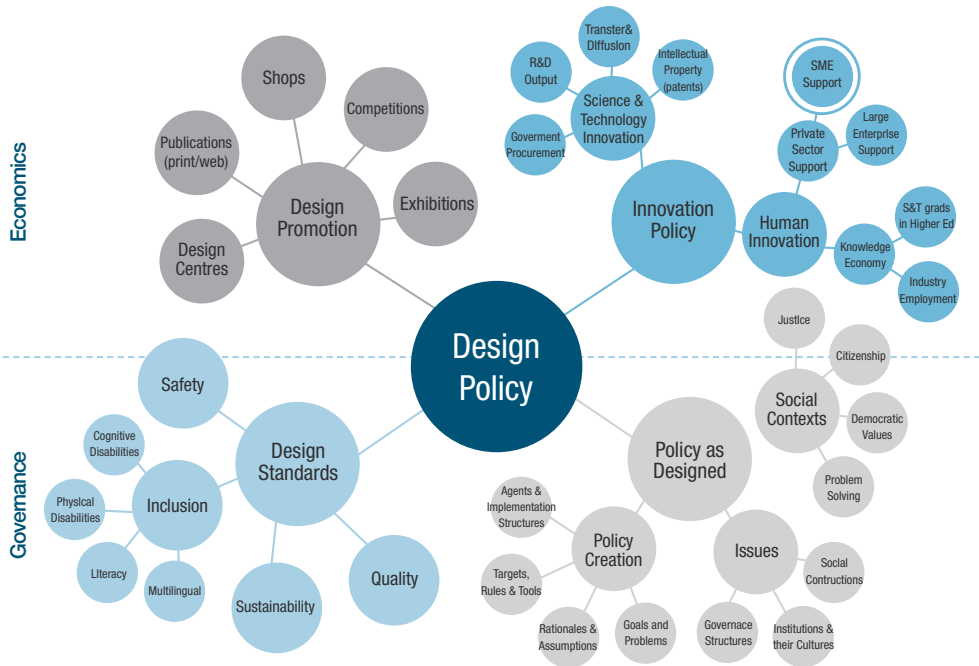 Economics
Governance
Design
Policy
Design
Promotion
Shops
Competitions
Publications
(print/web)
Exhibitions
Design
Centres
Innovation
Policy
Science &
Technology
Innovation
Transter&
DIffusion
R&D
Output
Intellectual
Property
(patents)
Goverment
Procurement
Human
Innovation
Private
Sector
Support
SME
Support
Large
EnterprIse
Support
Knowledge
Economy
S&T grads
in Higher Ed
Industry
Employment
Design
Standards
Safety
Inclusion
Cognitive
Disabilities
PhysIcal
Disabilities
LIteracy
Multilingual
Sustainability
Quality
Policy as
Designed
Social
Contexts
JustIce
Citizenship
Democratic
Values
Problem
Solving
Policy
Creation
Agents &
Implementation
Structures
Targets,
Rules & Tools
Rationales &
Assumptions
Goals and
Problems
Issues
Social
Contructions
Governace
Structures
Institutions &
their Cultures